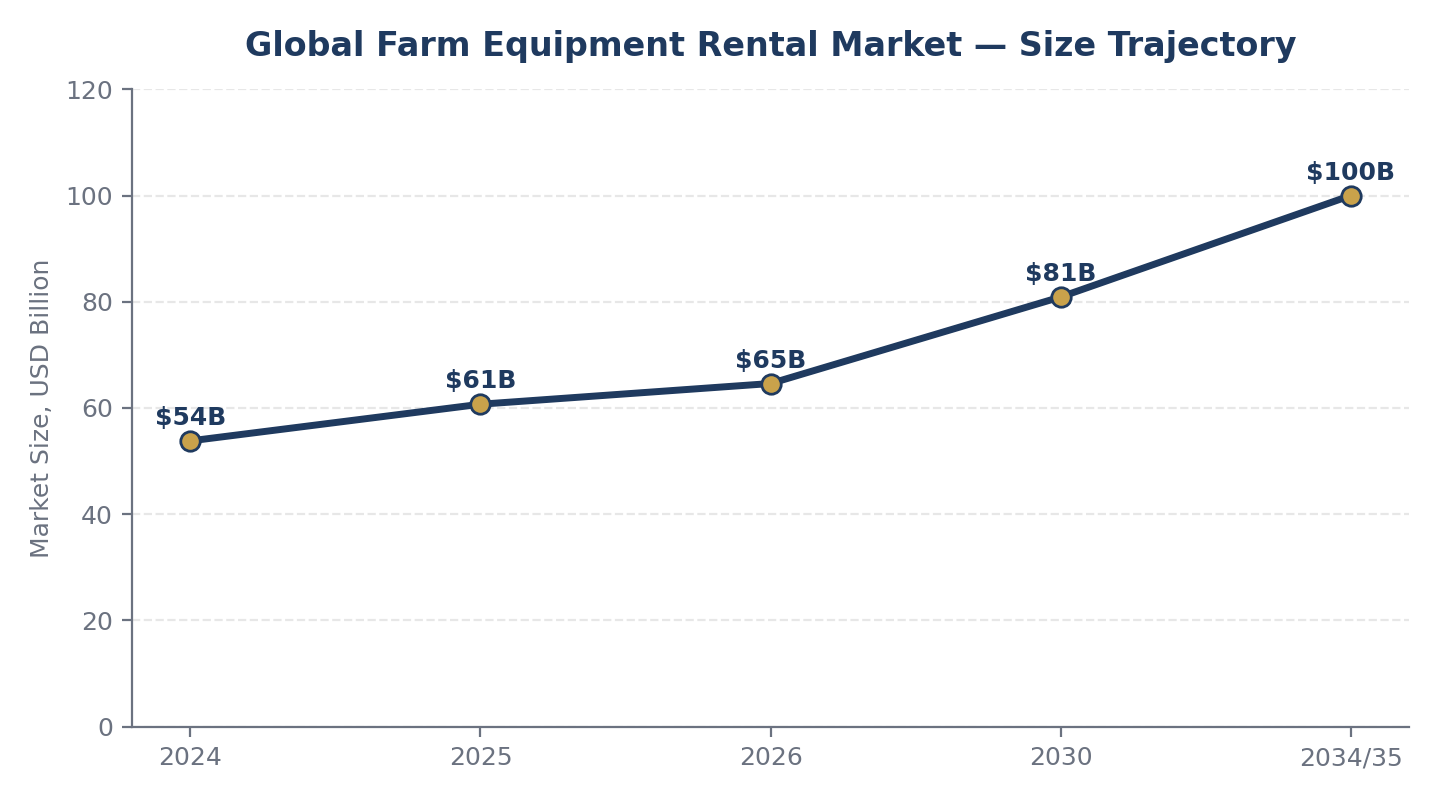 Global Farm Equipment Rental Market — Size Trajectory
Market Size, USD Billion
120
100
80
60
40
20
0
$54B
$61B
$65B
$81B
$100B
2024
2025
2026
2030
2034/35